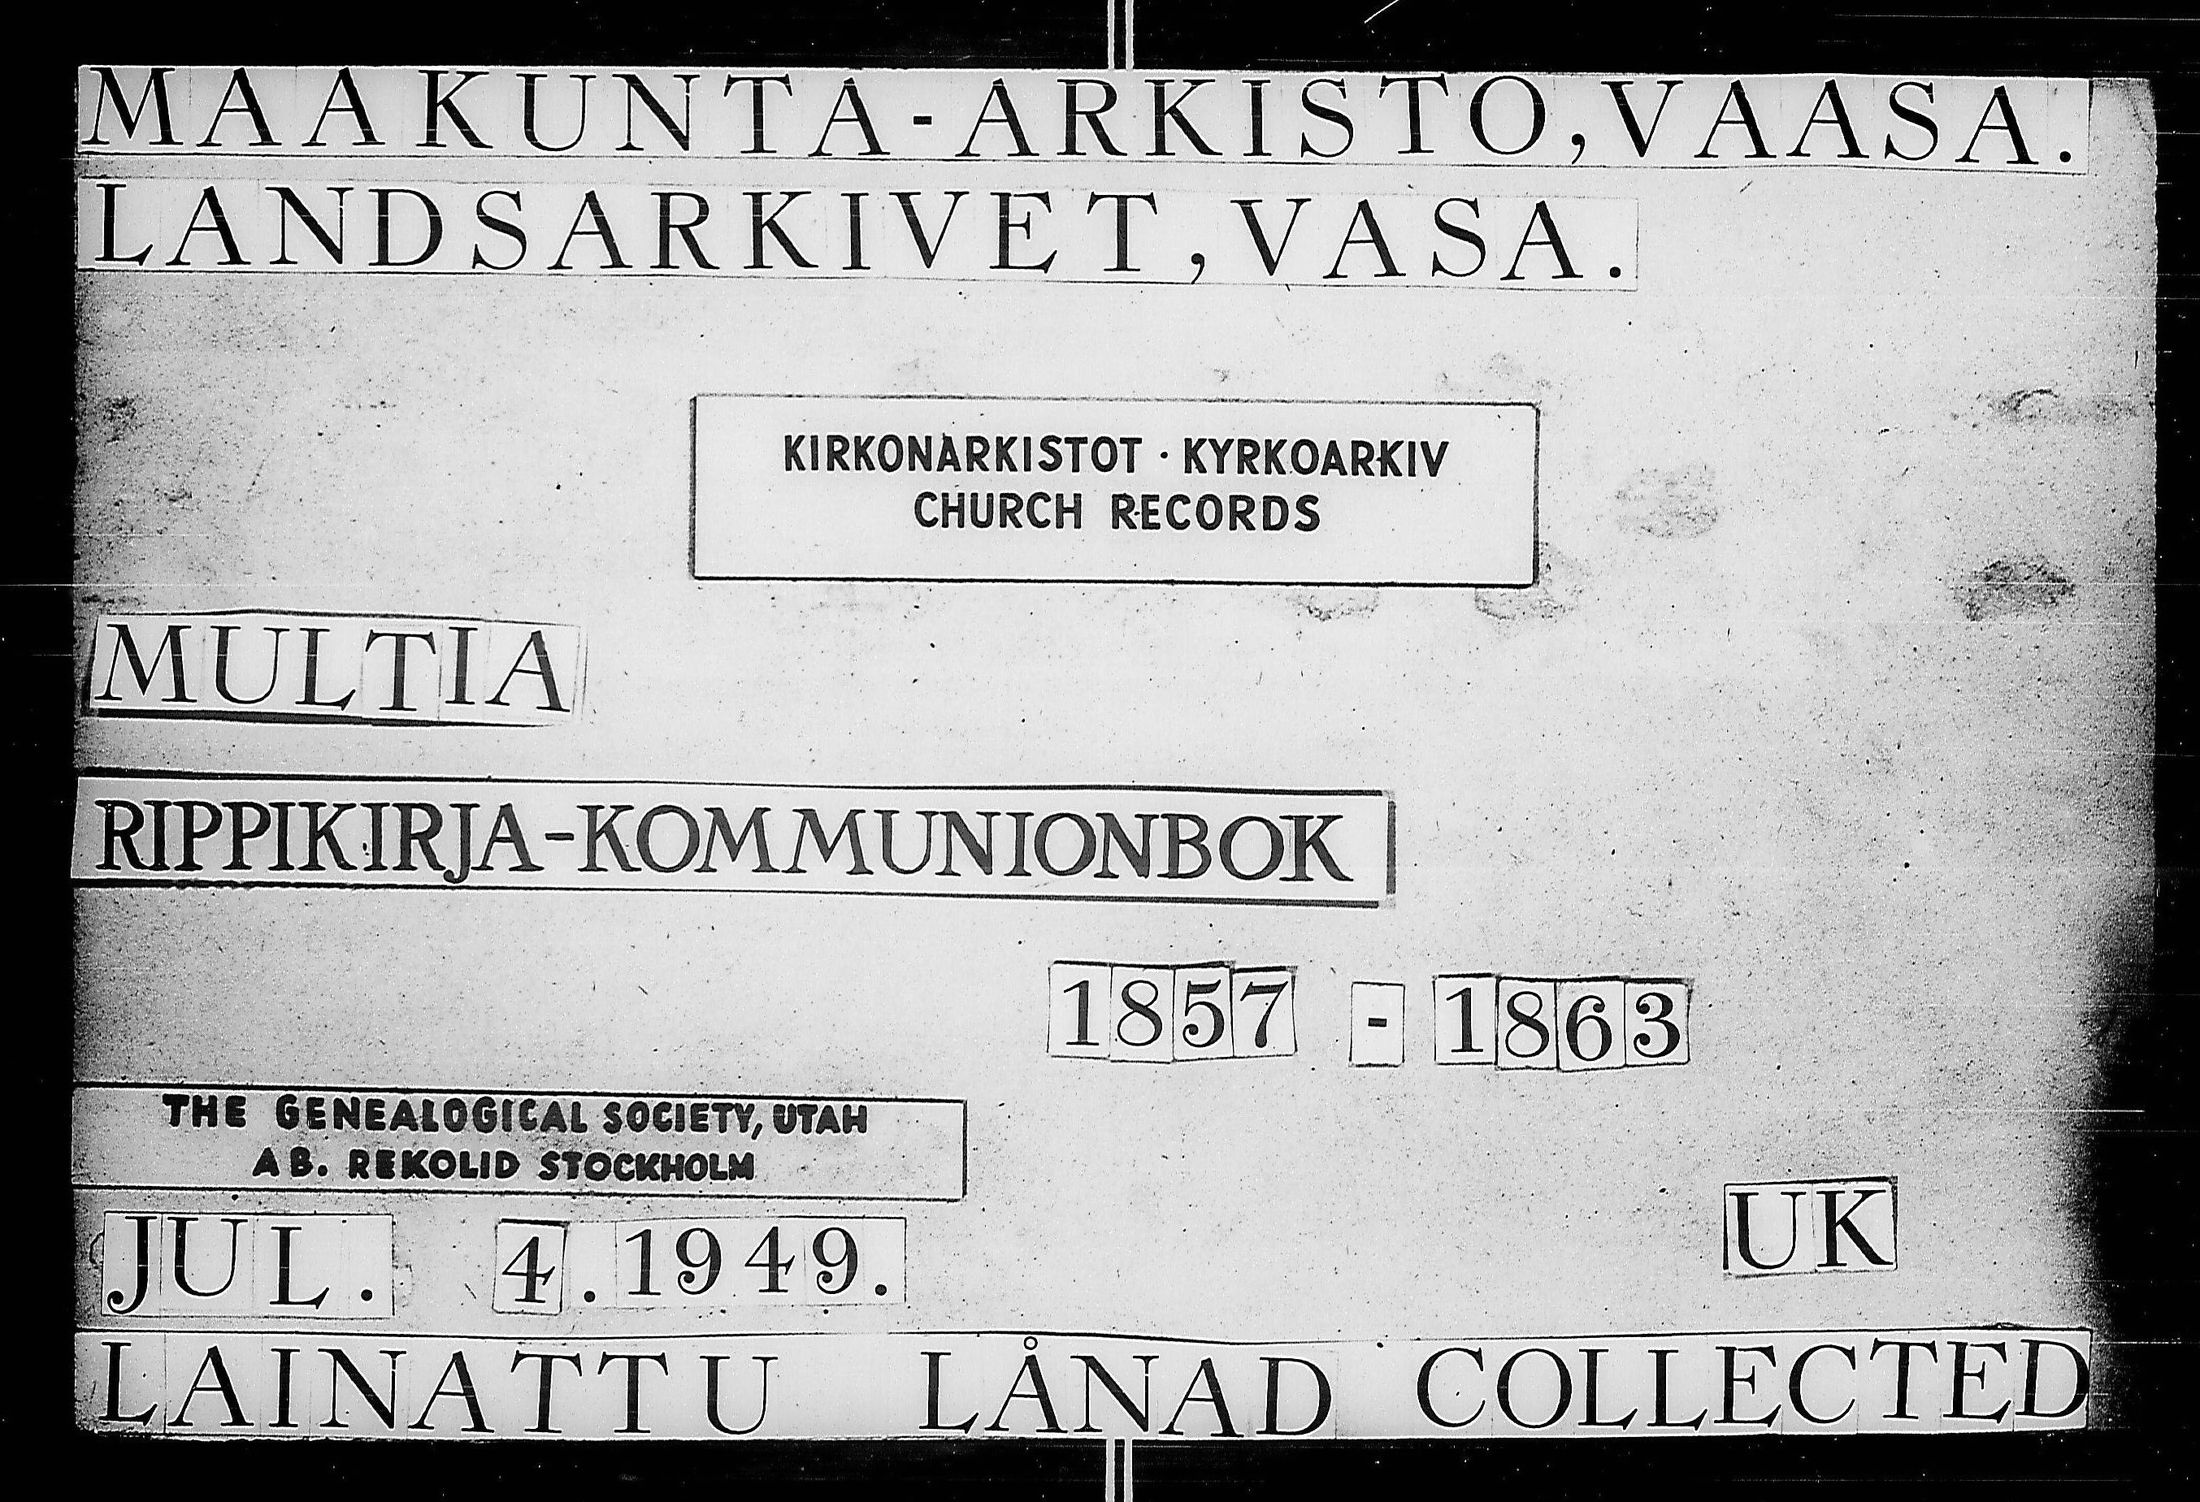 MAAKUNTA-ARKISTO, VAASA.
LANDSARKIVET, VASA.
KIRKONARKISTOT · KYRKOARKIV
CHURCH RECORDS
MULTIA
RIPPIKIRJA-KOMMUNIONBOK
1857 - 1863
THE GENEALOGICAL SOCIETY, UTAH
AB. REKOLID STOCKHOLM
UK
JUL. 4. 1949.
LAINATTU LÅNAD COLLECTED